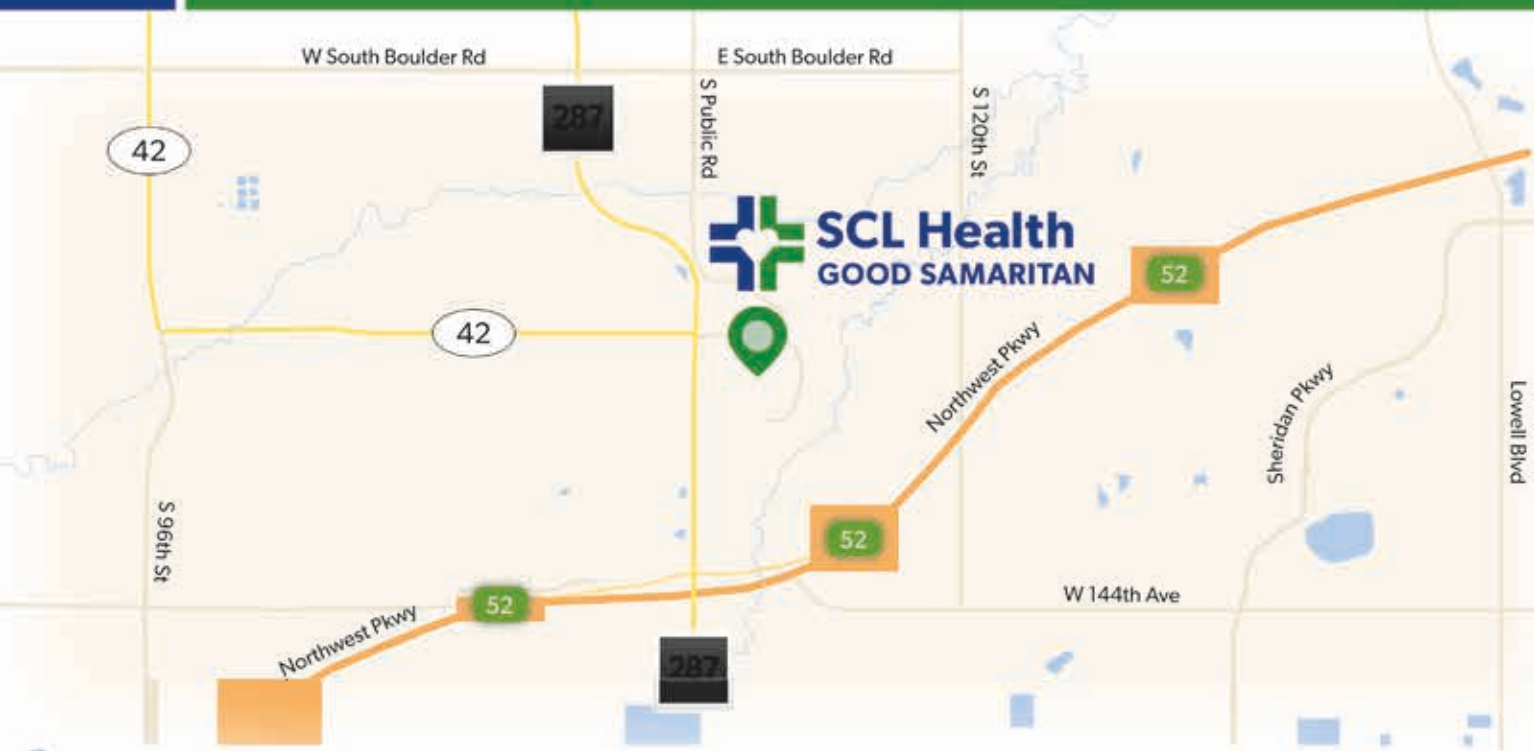 W South Boulder Rd
E South Boulder Rd
S Public Rd
S 120th St
287
42
SCL Health
GOOD SAMARITAN
52
42
Northwest Pkwy
Sheridan Pkwy
Lowell Blvd
S 96th St
52
52
W 144th Ave
Northwest Pkwy
287